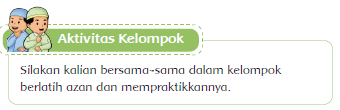 Aktivitas Kelompok
Silakan kalian bersama-sama dalam kelompok
berlatih azan dan mempraktikkannya.